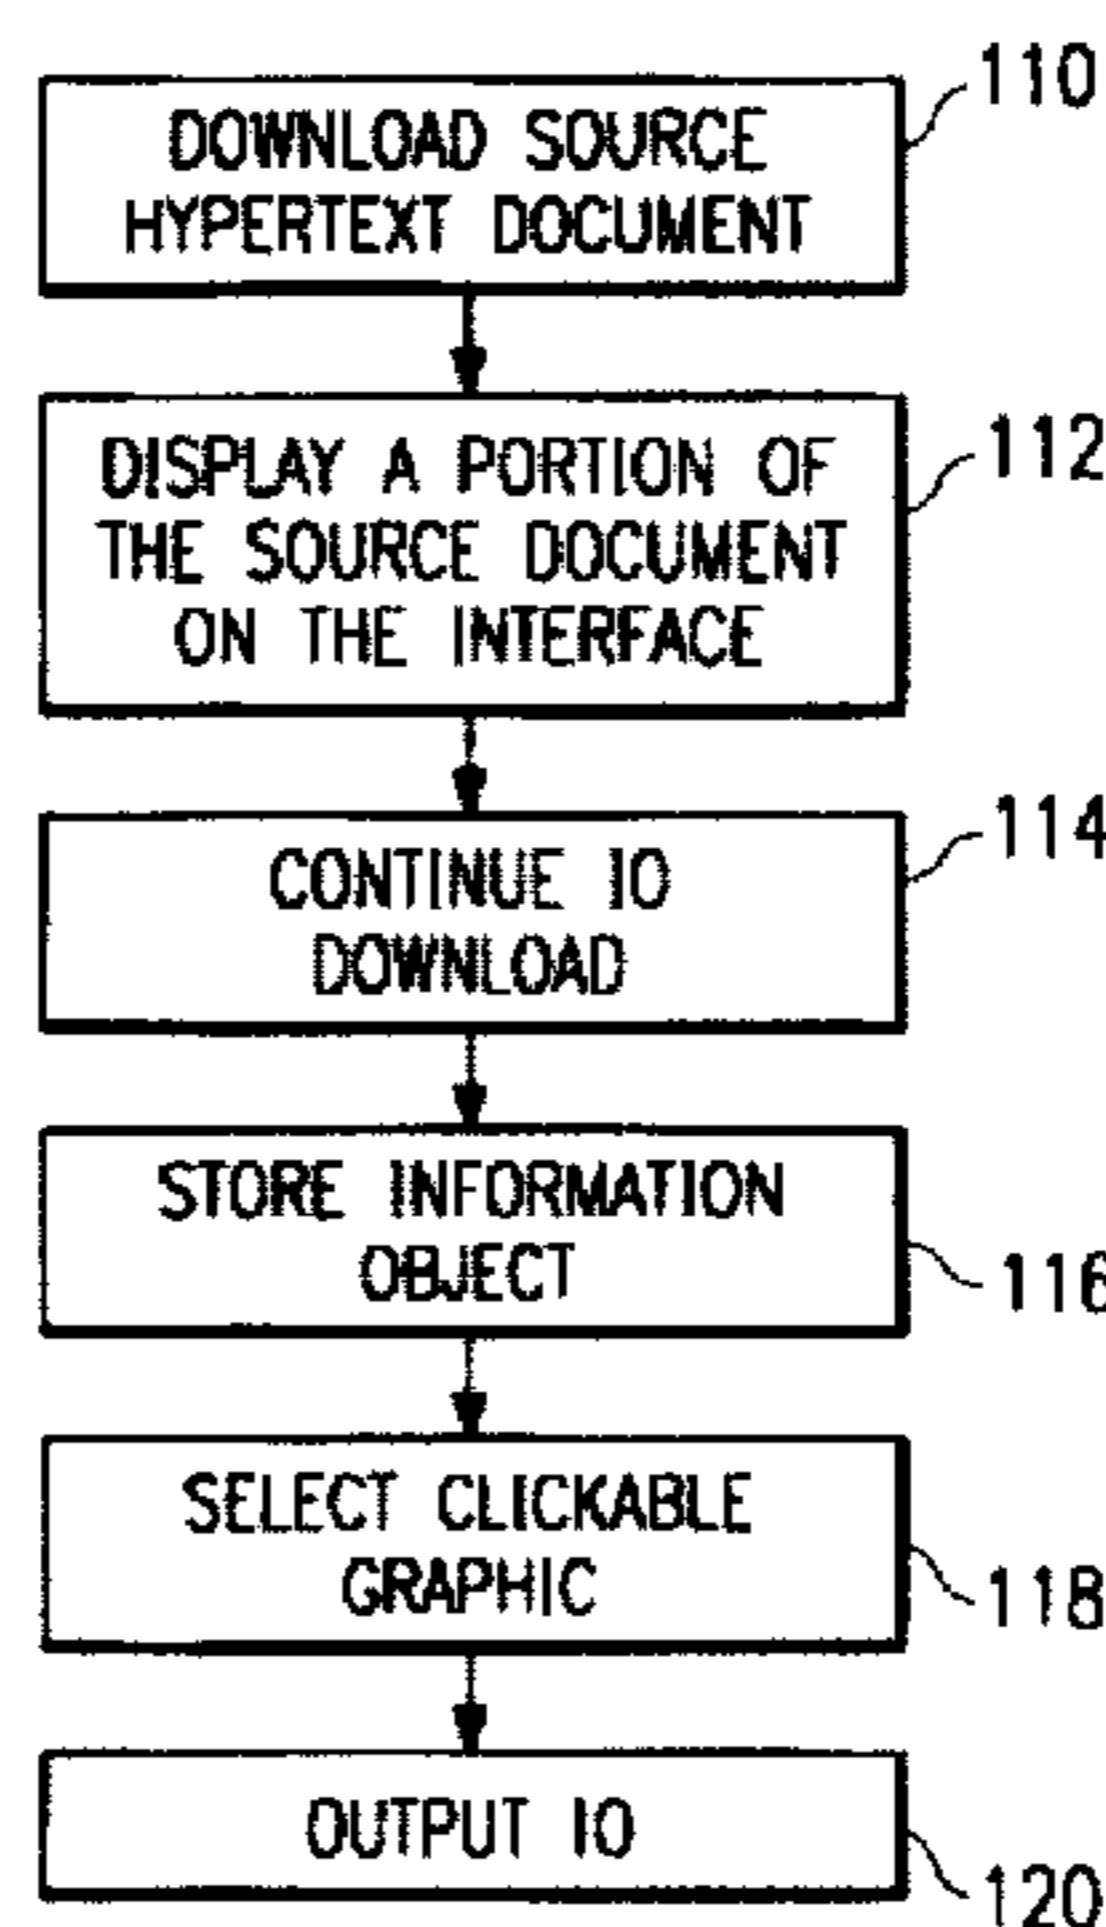 110
DOWNLOAD SOURCE
HYPERTEXT DOCUMENT
112
DISPLAY A PORTION OF
THE SOURCE DOCUMENT
ON THE INTERFACE
114
CONTINUE IO
DOWNLOAD
116
STORE INFORMATION
OBJECT
118
SELECT CLICKABLE
GRAPHIC
120
OUTPUT IO